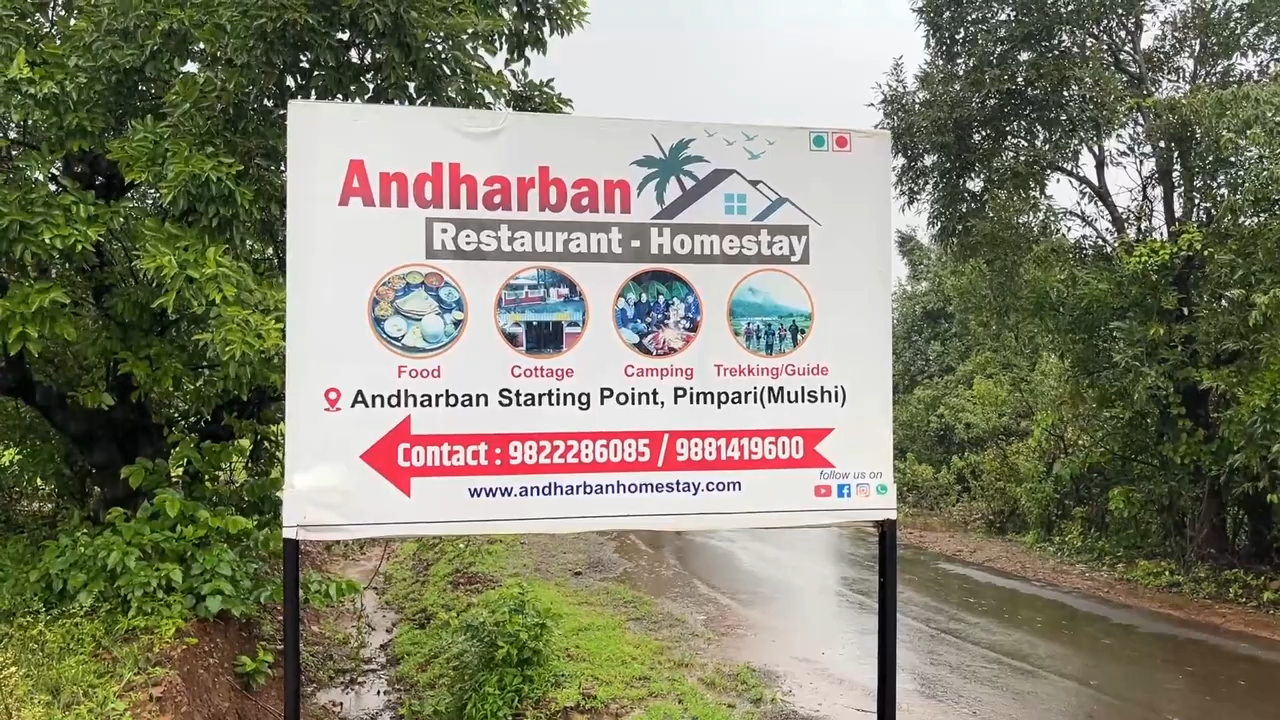 Andharban
Restaurant - Homestay
Food Cottage Camping Trekking/Guide
Andharban Starting Point, Pimpari(Mulshi)
Contact : 9822286085 / 9881419600
www.andharbanhomestay.com
follow us on